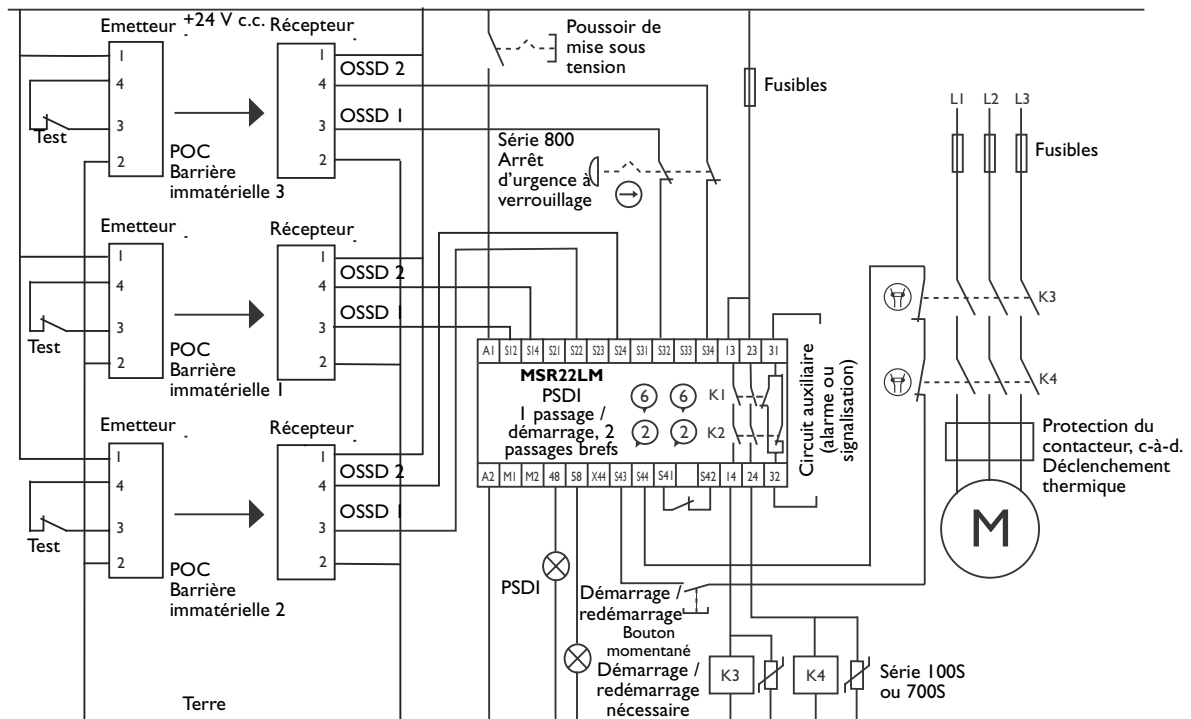 Emetteur
+24 V c.c.
Récepteur
1
4
3
2
Test
POC
Barrière
immatérielle 3
1
4
3
2
OSSD 2
OSSD 1
Poussoir de
mise sous
tension
Fusibles
Série 800
Arrêt
d'urgence à
verrouillage
L1 L2 L3
Fusibles
Emetteur
Récepteur
1
4
3
2
Test
POC
Barrière
immatérielle 1
1
4
3
2
OSSD 2
OSSD 1
K3
K4
A1 S12 S14 S21 S22 S23 S24 S31 S32 S33 S34 13 23 31
MSR22LM
PSDI
1 passage /
démarrage, 2
passages brefs
6 6
2 2
K1
K2
A2 M1 M2 48 58 X44 S43 S44 S41 S42 14 24 32
Circuit auxiliaire
(alarme ou
signalisation)
Protection du
contacteur, c-à-d.
Déclenchement
thermique
M
Emetteur
Récepteur
1
4
3
2
Test
POC
Barrière
immatérielle 2
1
4
3
2
OSSD 2
OSSD 1
PSDI
Démarrage /
redémarrage
Bouton
momentané
Démarrage /
redémarrage
nécessaire
K3
K4
Série 100S
ou 700S
Terre